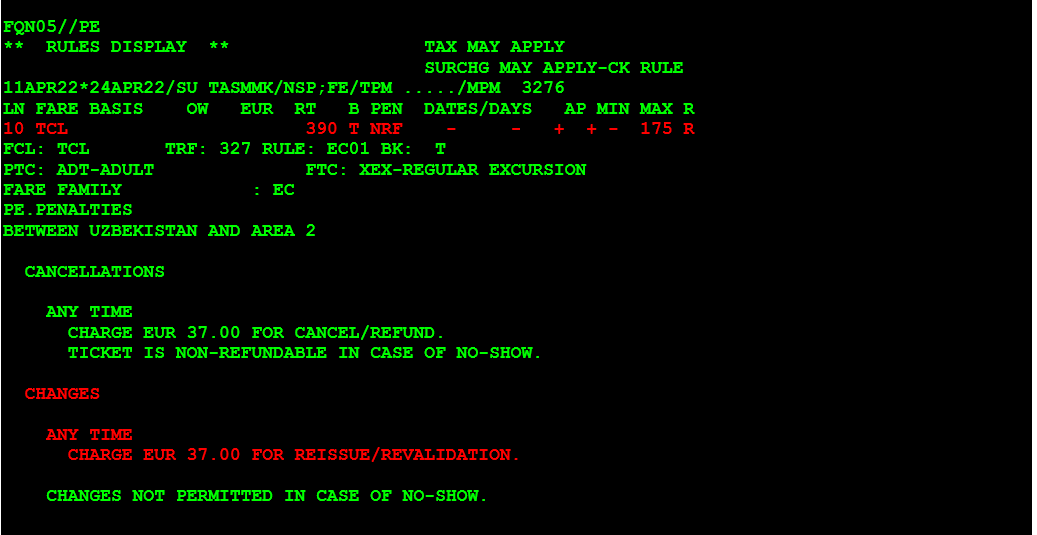 FQN05//PE
** RULES DISPLAY ** TAX MAY APPLY
SURCHG MAY APPLY-CK RULE
11APR22*24APR22/SU TASMMK/NSP;FE/TPM ...../MPM 3276
LN FARE BASIS OW EUR RT B PEN DATES/DAYS AP MIN MAX R
10 TCL 390 T NRF - - + + - 175 R
FCL: TCL TRF: 327 RULE: EC01 BK: T
PTC: ADT-ADULT FTC: XEX-REGULAR EXCURSION
FARE FAMILY : EC
PE.PENALTIES
BETWEEN UZBEKISTAN AND AREA 2
CANCELLATIONS
ANY TIME
CHARGE EUR 37.00 FOR CANCEL/REFUND.
TICKET IS NON-REFUNDABLE IN CASE OF NO-SHOW.
CHANGES
ANY TIME
CHARGE EUR 37.00 FOR REISSUE/REVALIDATION.
CHANGES NOT PERMITTED IN CASE OF NO-SHOW.